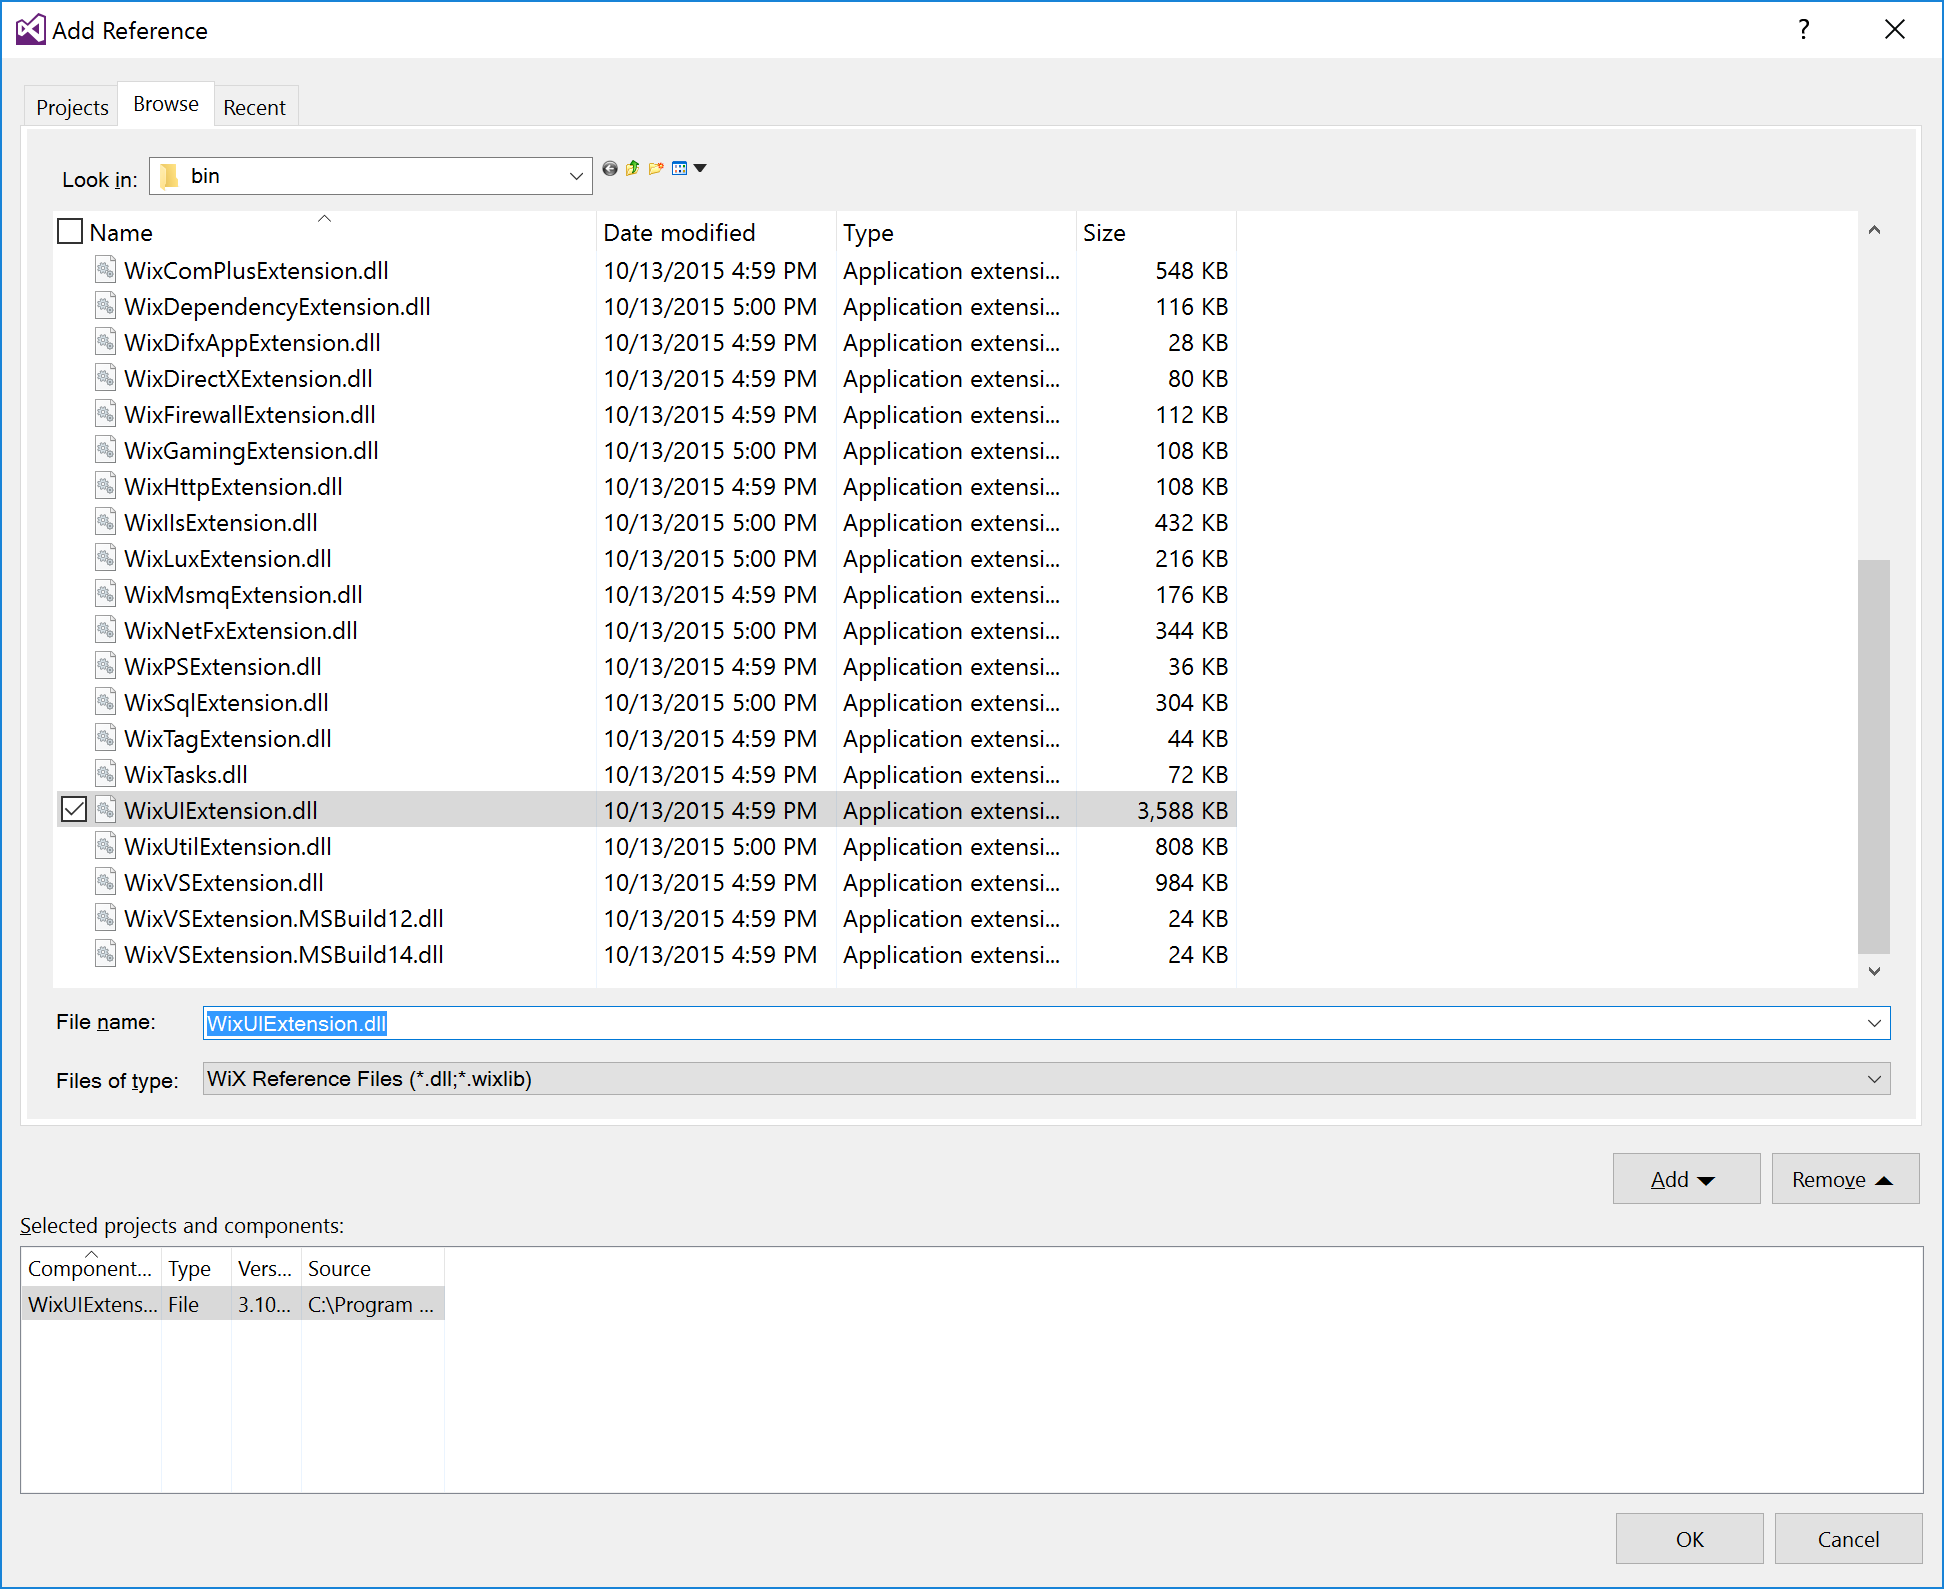 Add Reference
?
Projects Browse Recent
Look in: bin
Name Date modified Type Size
WixComPlusExtension.dll 10/13/2015 4:59 PM Application extensi... 548 KB
WixDependencyExtension.dll 10/13/2015 5:00 PM Application extensi... 116 KB
WixDifxAppExtension.dll 10/13/2015 4:59 PM Application extensi... 28 KB
WixDirectXExtension.dll 10/13/2015 4:59 PM Application extensi... 80 KB
WixFirewallExtension.dll 10/13/2015 4:59 PM Application extensi... 112 KB
WixGamingExtension.dll 10/13/2015 5:00 PM Application extensi... 108 KB
WixHttpExtension.dll 10/13/2015 4:59 PM Application extensi... 108 KB
WixIIsExtension.dll 10/13/2015 5:00 PM Application extensi... 432 KB
WixLuxExtension.dll 10/13/2015 5:00 PM Application extensi... 216 KB
WixMsmqExtension.dll 10/13/2015 4:59 PM Application extensi... 176 KB
WixNetFxExtension.dll 10/13/2015 5:00 PM Application extensi... 344 KB
WixPSExtension.dll 10/13/2015 4:59 PM Application extensi... 36 KB
WixSqlExtension.dll 10/13/2015 5:00 PM Application extensi... 304 KB
WixTagExtension.dll 10/13/2015 4:59 PM Application extensi... 44 KB
WixTasks.dll 10/13/2015 4:59 PM Application extensi... 72 KB
WixUIExtension.dll 10/13/2015 4:59 PM Application extensi... 3,588 KB
WixUtilExtension.dll 10/13/2015 5:00 PM Application extensi... 808 KB
WixVSExtension.dll 10/13/2015 4:59 PM Application extensi... 984 KB
WixVSExtension.MSBuild12.dll 10/13/2015 4:59 PM Application extensi... 24 KB
WixVSExtension.MSBuild14.dll 10/13/2015 4:59 PM Application extensi... 24 KB
File name: WixUIExtension.dll
Files of type: WiX Reference Files (*.dll;*.wixlib)
Add Remove
Selected projects and components:
Component... Type Vers... Source
WixUIExtens... File 3.10... C:\Program ...
OK Cancel